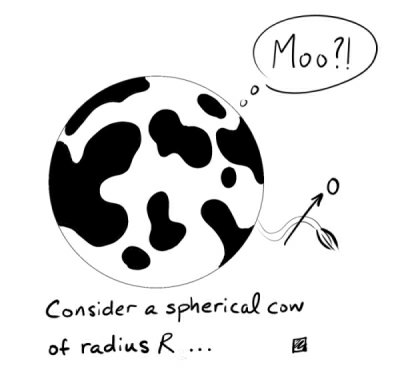 Moo?!
O
Consider a spherical cow
of radius R ...